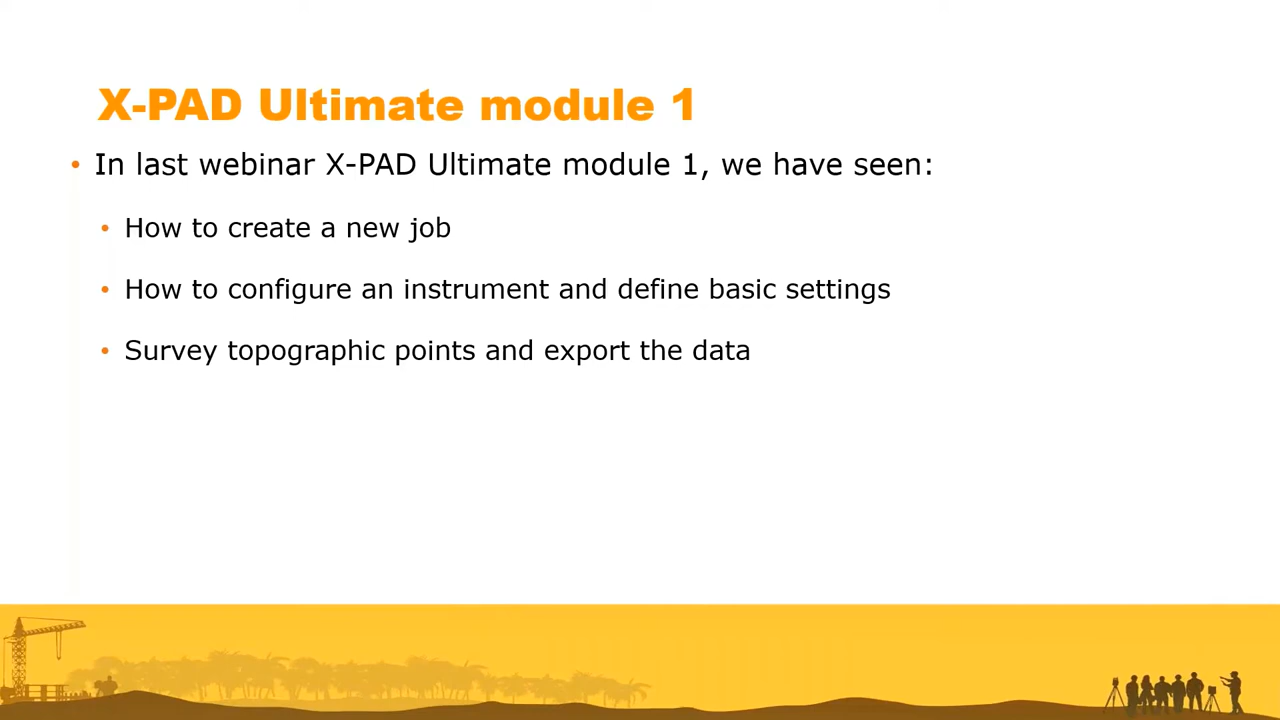 X-PAD Ultimate module 1
• In last webinar X-PAD Ultimate module 1, we have seen:
• How to create a new job
• How to configure an instrument and define basic settings
• Survey topographic points and export the data